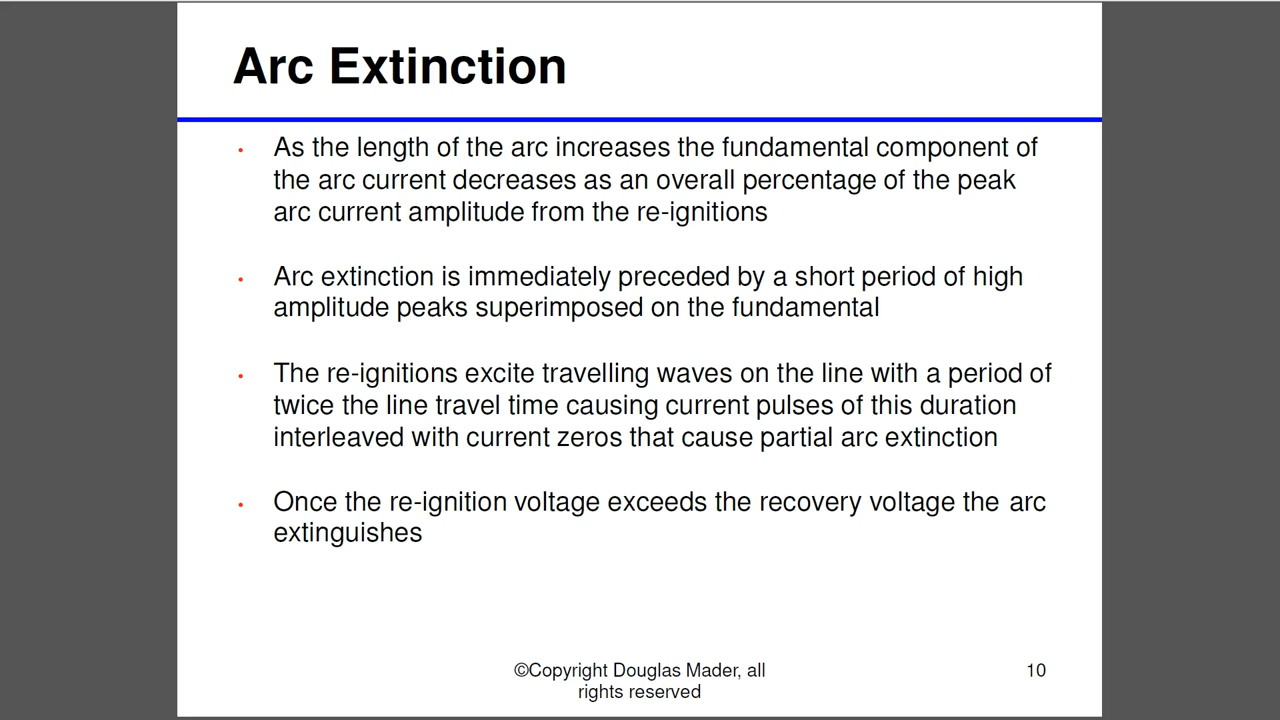 Arc Extinction
• As the length of the arc increases the fundamental component of
the arc current decreases as an overall percentage of the peak
arc current amplitude from the re-ignitions
• Arc extinction is immediately preceded by a short period of high
amplitude peaks superimposed on the fundamental
• The re-ignitions excite travelling waves on the line with a period of
twice the line travel time causing current pulses of this duration
interleaved with current zeros that cause partial arc extinction
• Once the re-ignition voltage exceeds the recovery voltage the arc
extinguishes
©Copyright Douglas Mader, all
rights reserved
10